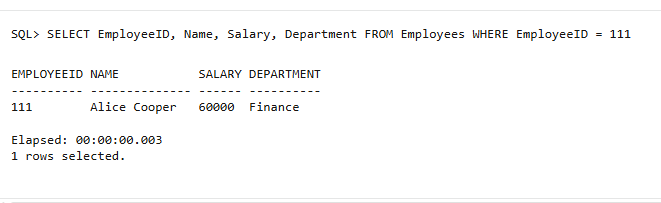 SQL> SELECT EmployeeID, Name, Salary, Department FROM Employees WHERE EmployeeID = 111
EMPLOYEEID NAME           SALARY DEPARTMENT
---------- -------------- ------ ----------
111        Alice Cooper   60000  Finance
Elapsed: 00:00:00.003
1 rows selected.